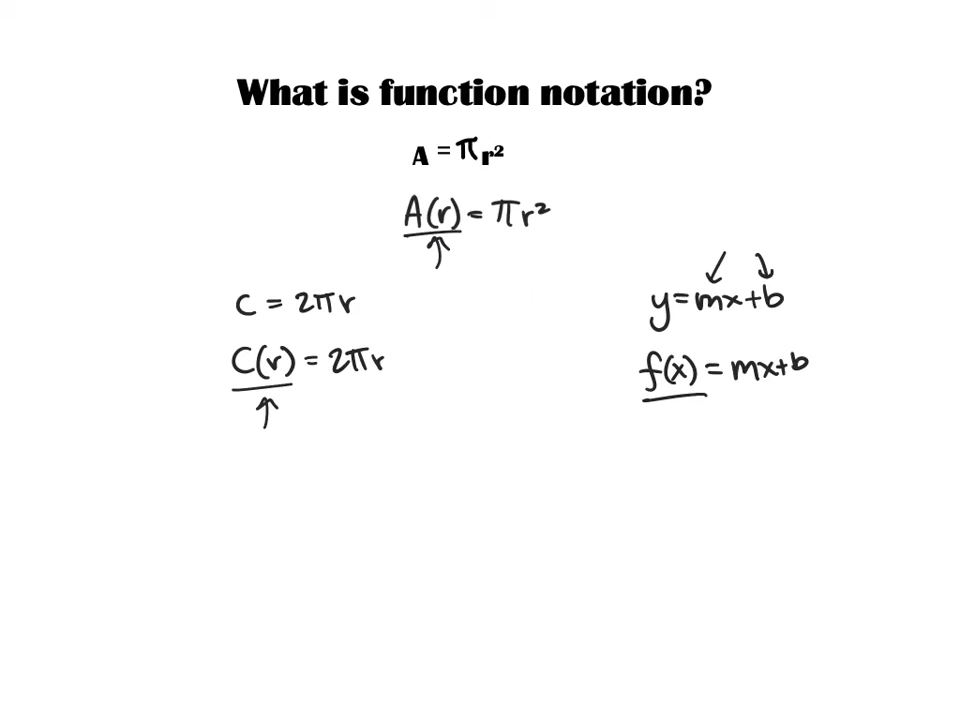 What is function notation?
A = πr²
A(r) = πr²
C = 2πr
C(r) = 2πr
y = mx+b
f(x) = mx+b